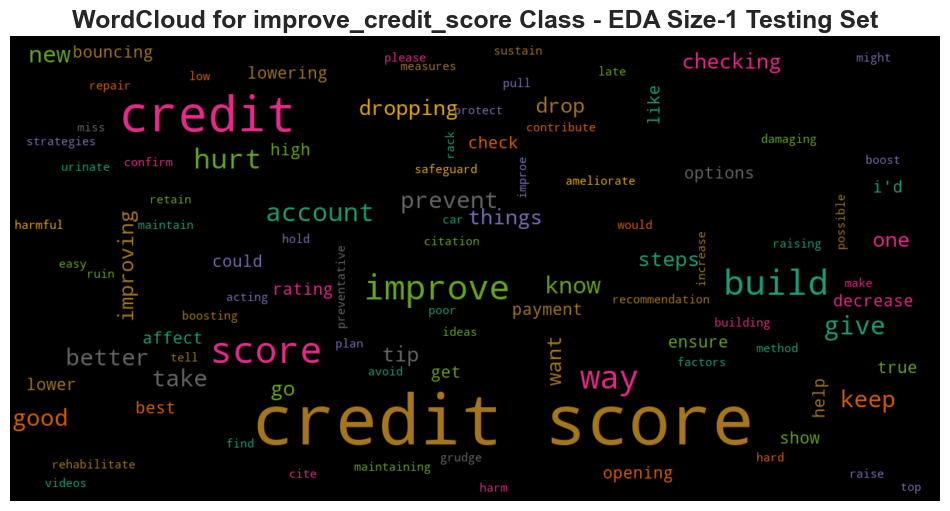 WordCloud for improve_credit_score Class - EDA Size-1 Testing Set
new
bouncing
repair
low
lowering
please
measures
sustain
pull
late
checking
might
credit
dropping
protect
drop
contribute
like
damaging
miss
strategies
urinate
confirm
hurt
high
rack
check
safeguard
improe
ameliorate
options
boost
i'd
retain
harmful
maintain
account
prevent
car
things
would
possible
one
improving
easy
ruin
hold
could
citation
steps
increase
raising
acting
rating
preventative
improve
know
build
make
decrease
boosting
poor
payment
recommendation
building
give
affect
ideas
ensure
method
better
tell
score
plan
tip
avoid
get
want
factors
true
lower
take
go
way
help
keep
good
best
credit score
show
find
grudge
hard
rehabilitate
videos
cite
maintaining
harm
opening
raise
top